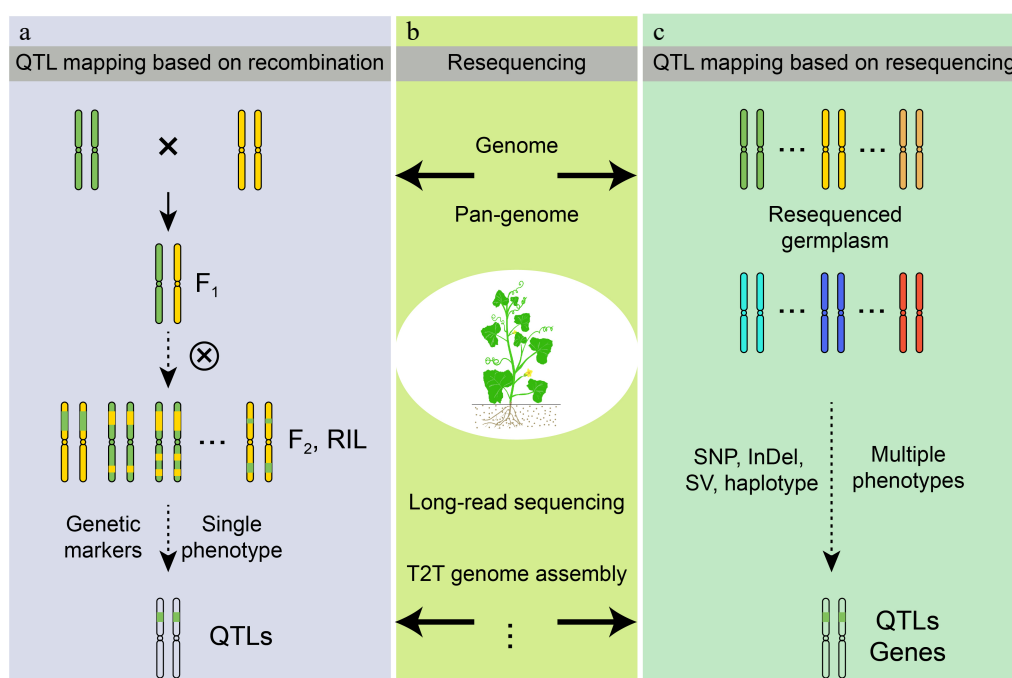 a
QTL mapping based on recombination
×
F1
F2, RIL
...
Genetic
markers
Single
phenotype
QTLs
b
Resequencing
Genome
Pan-genome
Long-read sequencing
T2T genome assembly
...
c
QTL mapping based on resequencing
... ...
Resequenced
germplasm
... ...
SNP, InDel,
SV, haplotype
Multiple
phenotypes
QTLs
Genes